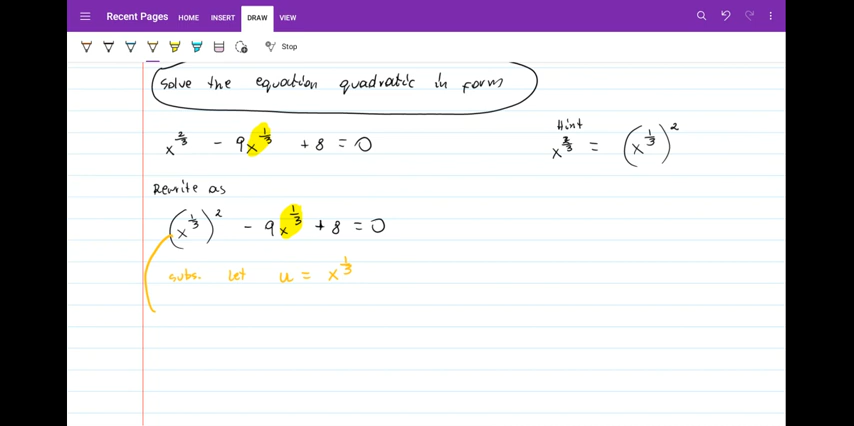 Recent Pages HOME INSERT DRAW VIEW
Stop
Solve the equation quadratic in form
Hint
x^{2/3} - 9x^{1/3} + 8 = 0
x^{2/3} = (x^{1/3})^2
Rewrite as
(x^{1/3})^2 - 9x^{1/3} + 8 = 0
subs. let u = x^{1/3}